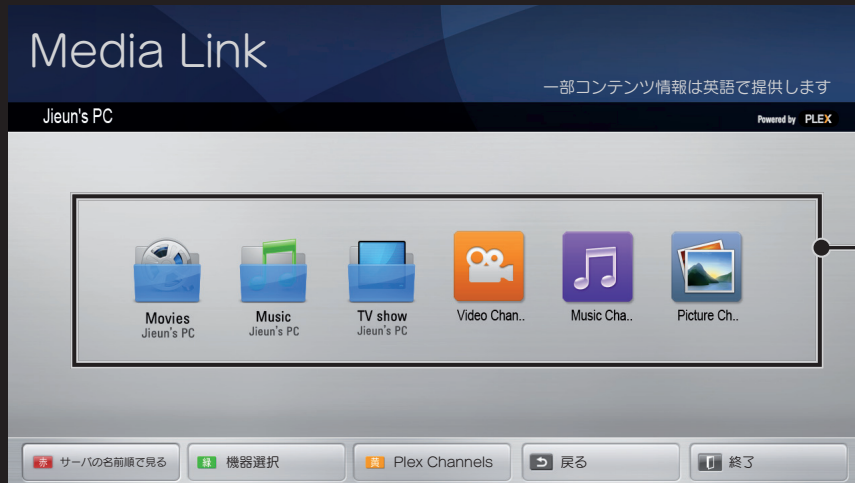 Media Link
一部コンテンツ情報は英語で提供します
Jieun's PC
Powered by PLEX
Movies
Jieun's PC
Music
Jieun's PC
TV show
Jieun's PC
Video Chan..
Music Cha..
Picture Ch..
赤 サーバの名前順で見る
緑 機器選択
黄 Plex Channels
戻る
終了